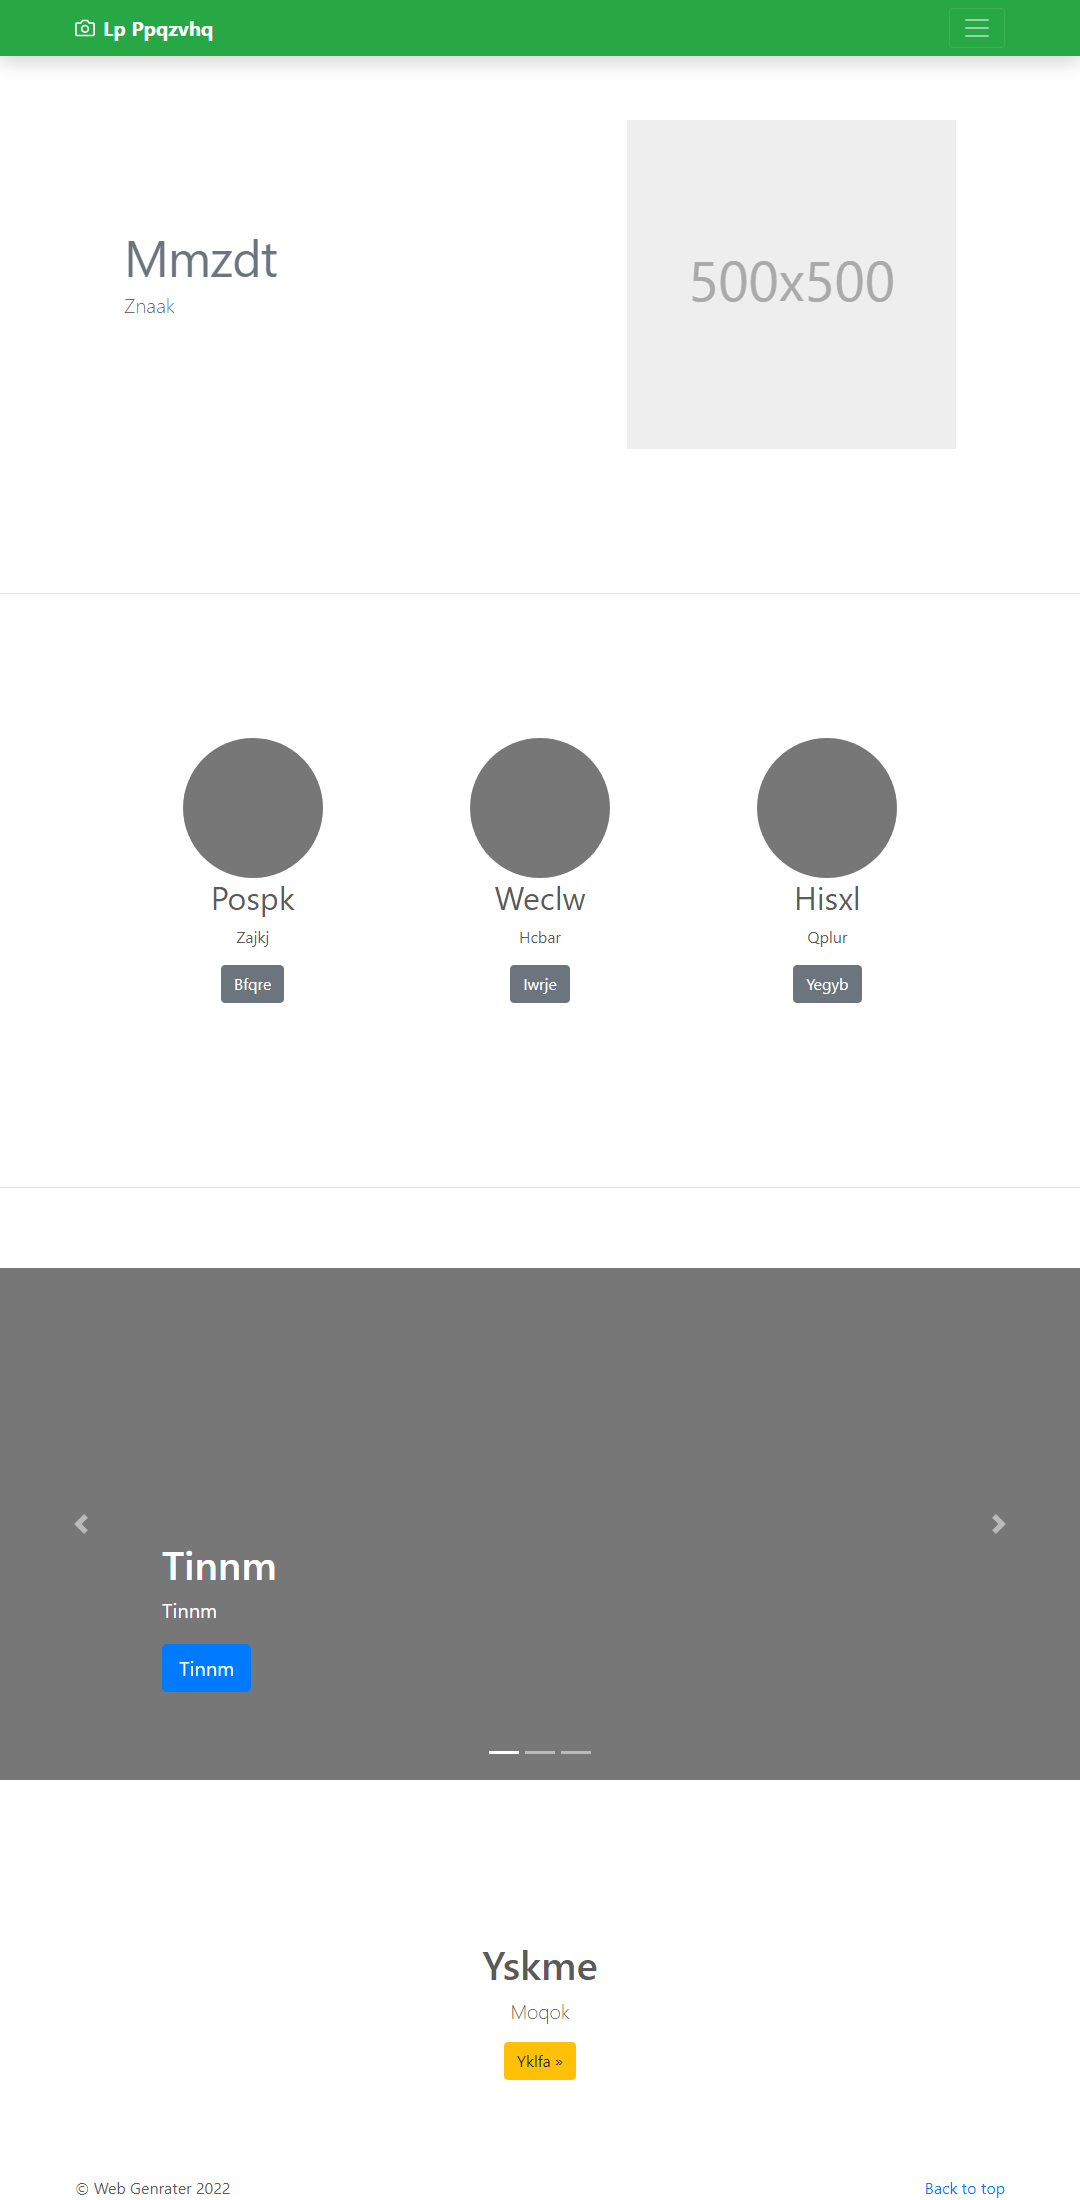 Lp Ppqzvhq
Mmzdt
Znaak
500x500
Pospk
Zajkj
Bfqre
Weclw
Hcbar
Iwrje
Hisxl
Qplur
Yegyb
Tinnm
Tinnm
Tinnm
Yskme
Moqok
Yklfa »
© Web Genrater 2022
Back to top